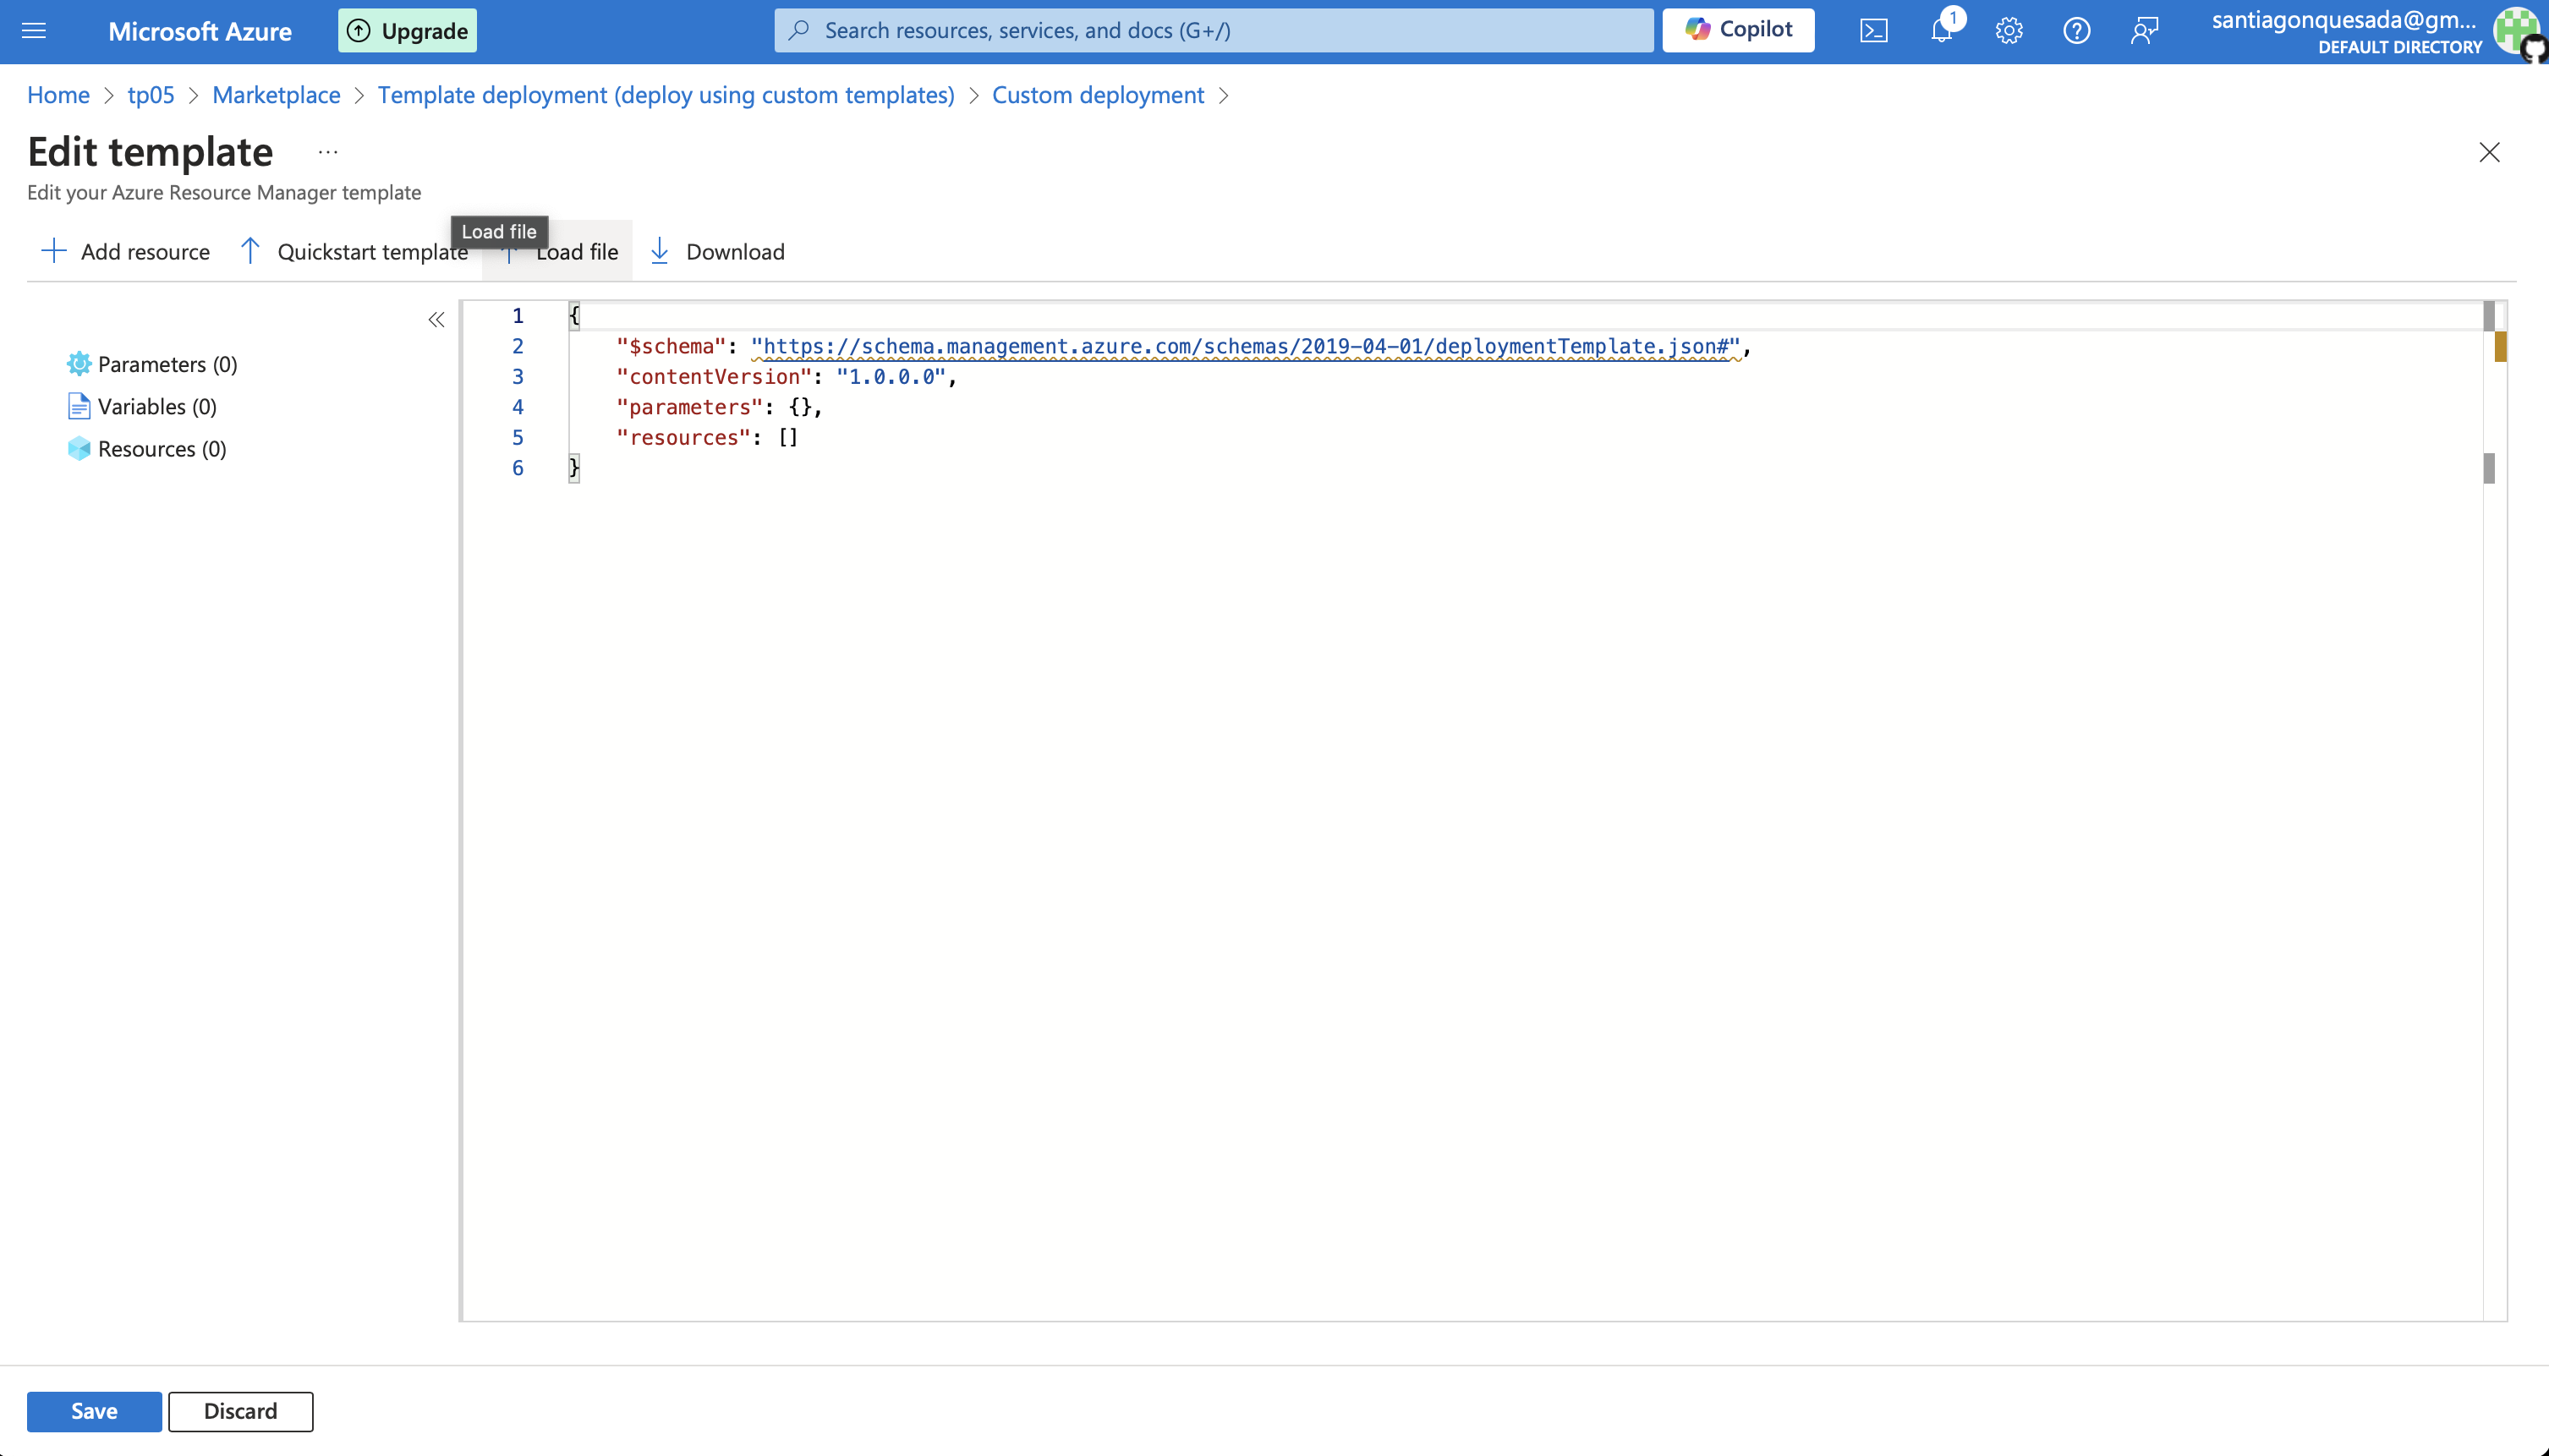 Microsoft Azure
Upgrade
Search resources, services, and docs (G+/)
Copilot
1
santiagonquesada@gm...
DEFAULT DIRECTORY
Home > tp05 > Marketplace > Template deployment (deploy using custom templates) > Custom deployment >
Edit template ...
Edit your Azure Resource Manager template
Load file
Add resource
Quickstart template
Load file
Download
Parameters (0)
Variables (0)
Resources (0)
1 {
2 "$schema": "https://schema.management.azure.com/schemas/2019-04-01/deploymentTemplate.json#",
3 "contentVersion": "1.0.0.0",
4 "parameters": {},
5 "resources": []
6 }
Save
Discard